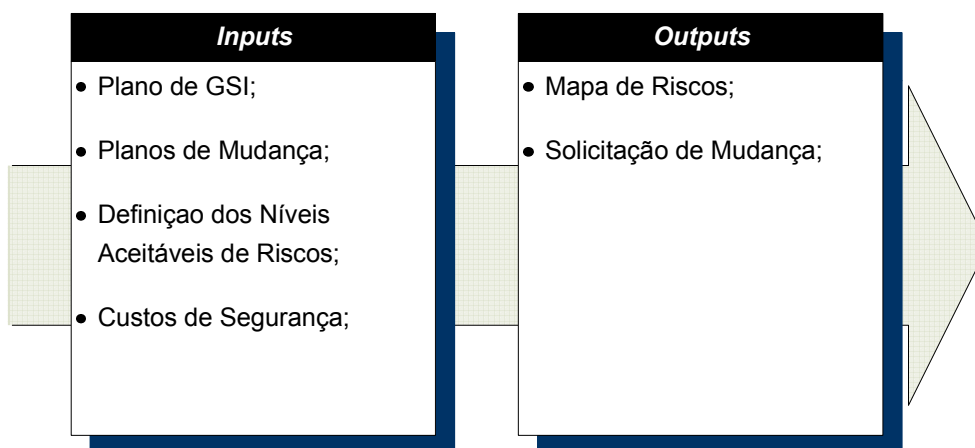 Inputs
• Plano de GSI;
• Planos de Mudança;
• Definiçao dos Níveis
Aceitáveis de Riscos;
• Custos de Segurança;
Outputs
• Mapa de Riscos;
• Solicitação de Mudança;